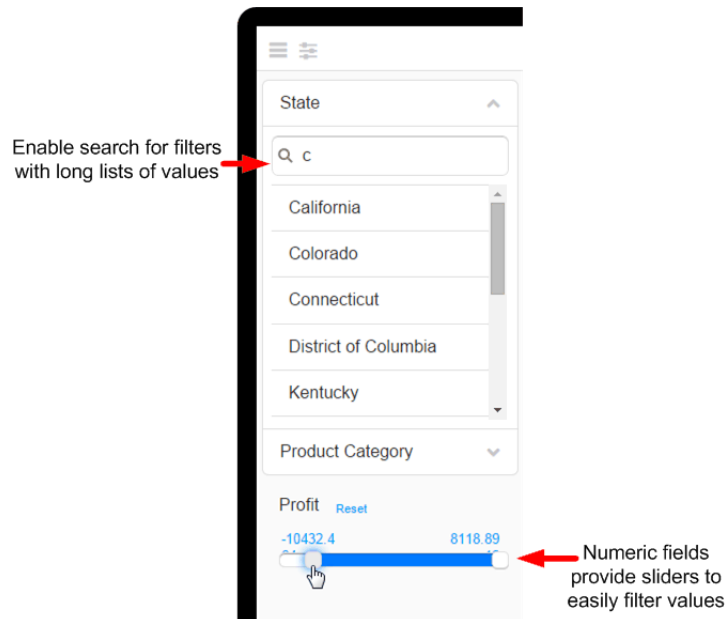 State
Enable search for filters
with long lists of values
c
California
Colorado
Connecticut
District of Columbia
Kentucky
Product Category
Profit Reset
-10432.4 8118.89
Numeric fields
provide sliders to
easily filter values